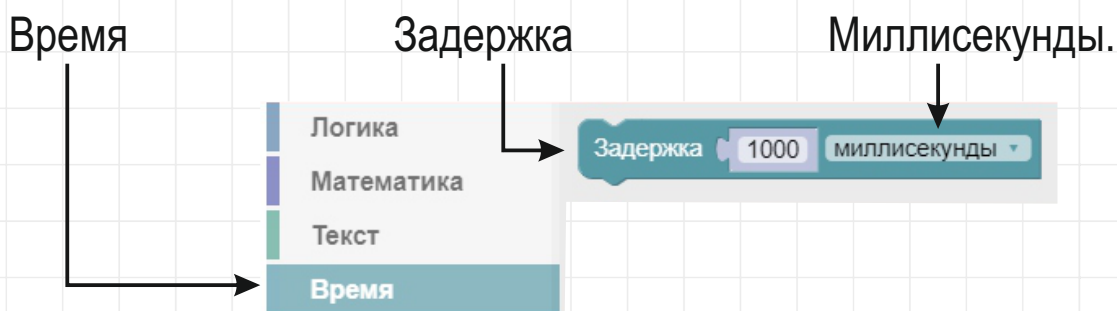 Время Задержка Миллисекунды.
Логика
Задержка 1000 миллисекунды
Математика
Текст
Время